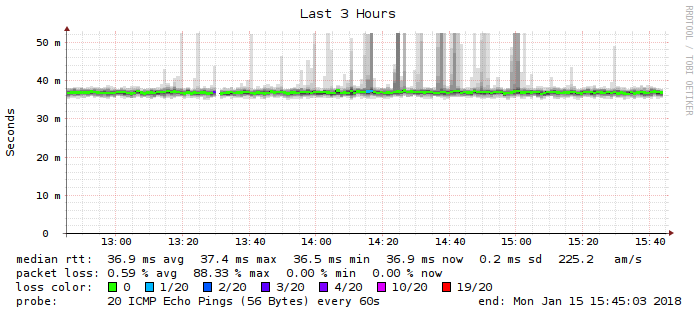 Last 3 Hours
RRDTOOL / TOBI OETIKER
Seconds
50 m
40 m
30 m
20 m
10 m
0
13:00 13:20 13:40 14:00 14:20 14:40 15:00 15:20 15:40
median rtt: 36.9 ms avg 37.4 ms max 36.5 ms min 36.9 ms now 0.2 ms sd 225.2 am/s
packet loss: 0.59 % avg 88.33 % max 0.00 % min 0.00 % now
loss color: 0 1/20 2/20 3/20 4/20 10/20 19/20
probe: 20 ICMP Echo Pings (56 Bytes) every 60s end: Mon Jan 15 15:45:03 2018